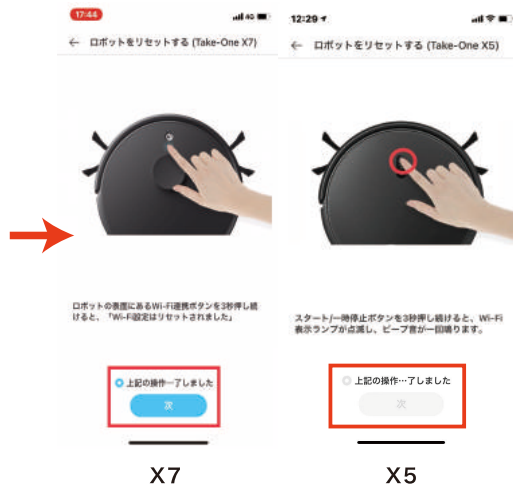 17:44
4G
← ロボットをリセットする (Take-One X7)
ロボットの表面にあるWi-Fi連携ボタンを3秒押し続
けると、「Wi-Fi設定はリセットされました」
上記の操作…了しました
次
X7
12:29
← ロボットをリセットする (Take-One X5)
スタート/一時停止ボタンを3秒押し続けると、Wi-Fi
表示ランプが点滅し、ビープ音が一回鳴ります。
上記の操作…了しました
次
X5